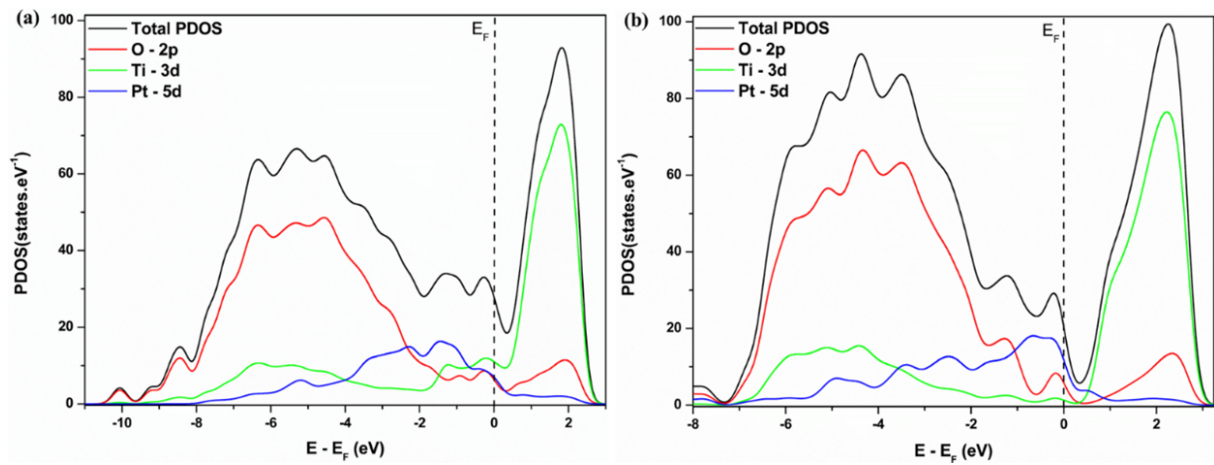 (a)
Total PDOS
O - 2p
Ti - 3d
Pt - 5d
E_F
PDOS(states.eV⁻¹)
100
80
60
40
20
0
-10 -8 -6 -4 -2 0 2
E - E_F (eV)
(b)
Total PDOS
O - 2p
Ti - 3d
Pt - 5d
E_F
PDOS(states.eV⁻¹)
100
80
60
40
20
0
-8 -6 -4 -2 0 2
E - E_F (eV)